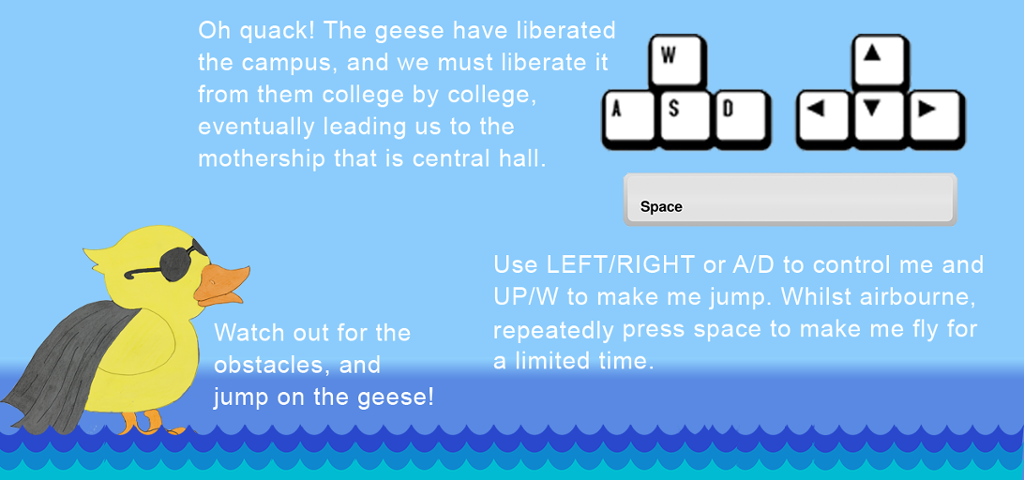 Oh quack! The geese have liberated
the campus, and we must liberate it
from them college by college,
eventually leading us to the
mothership that is central hall.
W
A S D
Space
Use LEFT/RIGHT or A/D to control me and
UP/W to make me jump. Whilst airbourne,
repeatedly press space to make me fly for
a limited time.
Watch out for the
obstacles, and
jump on the geese!